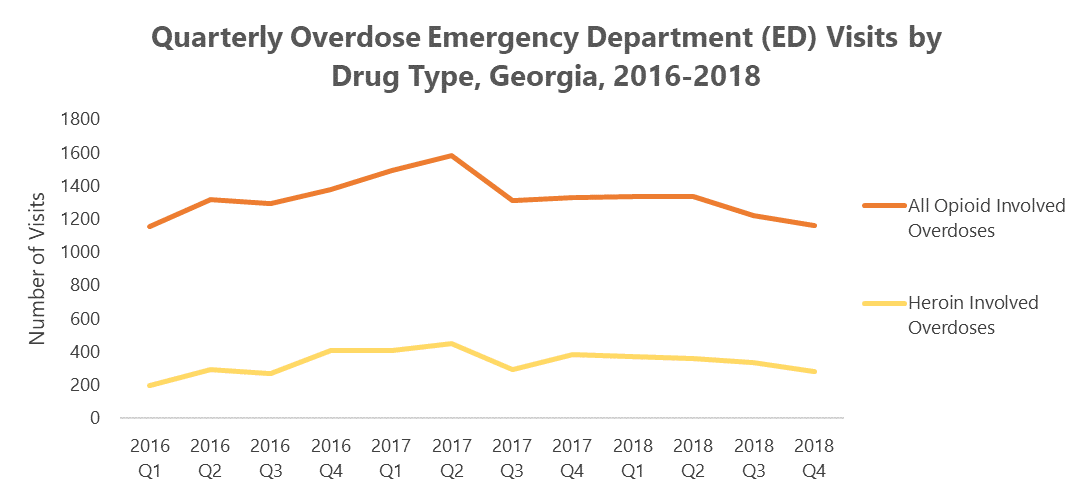 Quarterly Overdose Emergency Department (ED) Visits by
Drug Type, Georgia, 2016-2018
1800
1600
1400
1200
1000
800
600
400
200
0
Number of Visits
2016 2016 2016 2016 2017 2017 2017 2017 2018 2018 2018 2018
Q1 Q2 Q3 Q4 Q1 Q2 Q3 Q4 Q1 Q2 Q3 Q4
All Opioid Involved
Overdoses
Heroin Involved
Overdoses